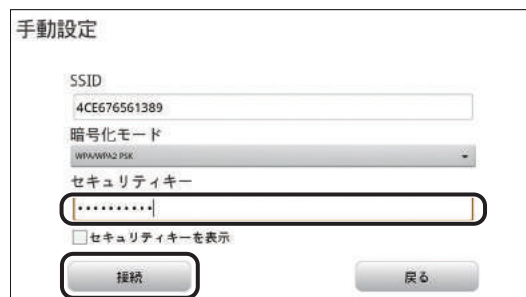 手動設定
SSID
4CE676561389
暗号化モード
WPA/WPA2 PSK
セキュリティキー
••••••••••
セキュリティキーを表示
接続 戻る